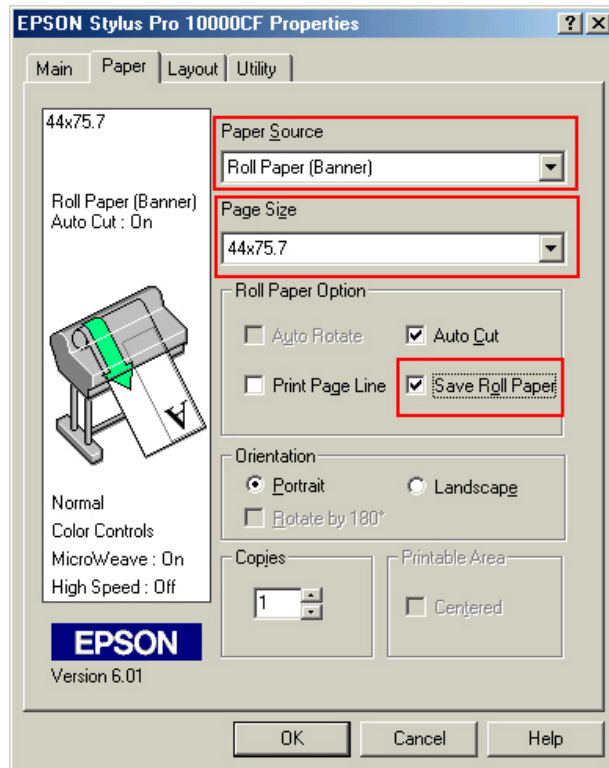 EPSON Stylus Pro 10000CF Properties
Main Paper Layout Utility
44x75.7
Roll Paper (Banner)
Auto Cut : On
A
Normal
Color Controls
MicroWeave : On
High Speed : Off
EPSON
Version 6.01
Paper Source
Roll Paper (Banner)
Page Size
44x75.7
Roll Paper Option
Auto Rotate Auto Cut
Print Page Line Save Roll Paper
Orientation
Portrait Landscape
Rotate by 180°
Copies
1
Printable Area
Centered
OK Cancel Help